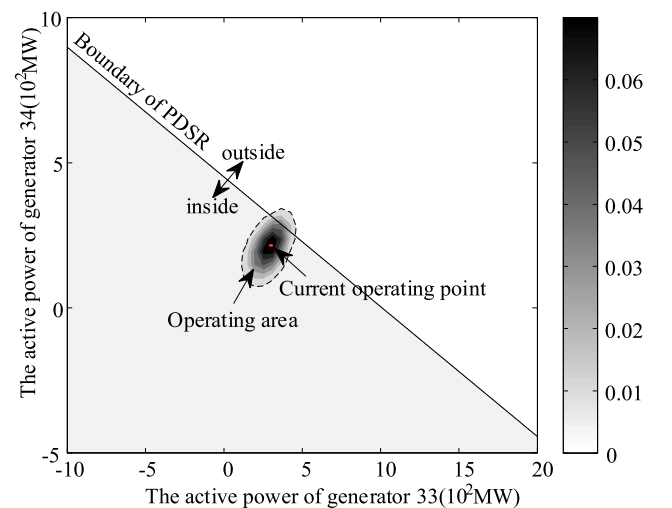 10
5
0
-5
The active power of generator 34(10²MW)
Boundary of PDSR
outside
inside
Current operating point
Operating area
-10
-5
0
5
10
15
20
The active power of generator 33(10²MW)
0.06
0.05
0.04
0.03
0.02
0.01
0